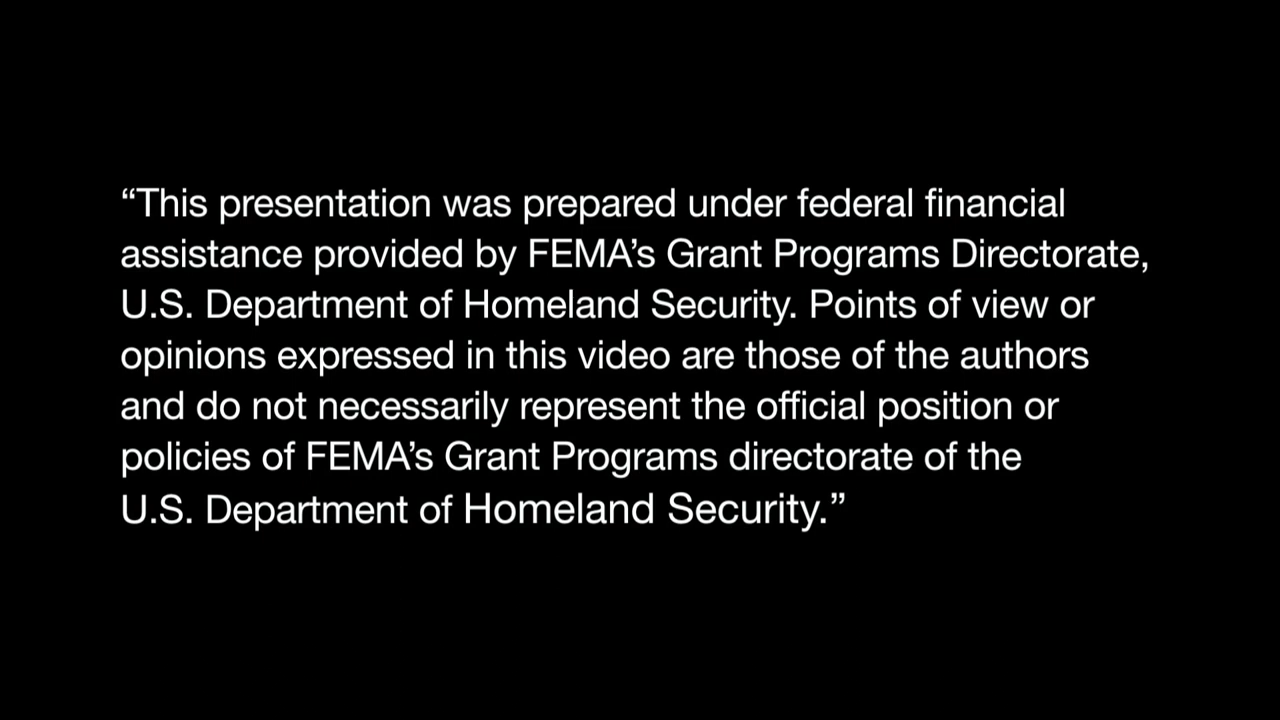 “This presentation was prepared under federal financial
assistance provided by FEMA’s Grant Programs Directorate,
U.S. Department of Homeland Security. Points of view or
opinions expressed in this video are those of the authors
and do not necessarily represent the official position or
policies of FEMA’s Grant Programs directorate of the
U.S. Department of Homeland Security.”